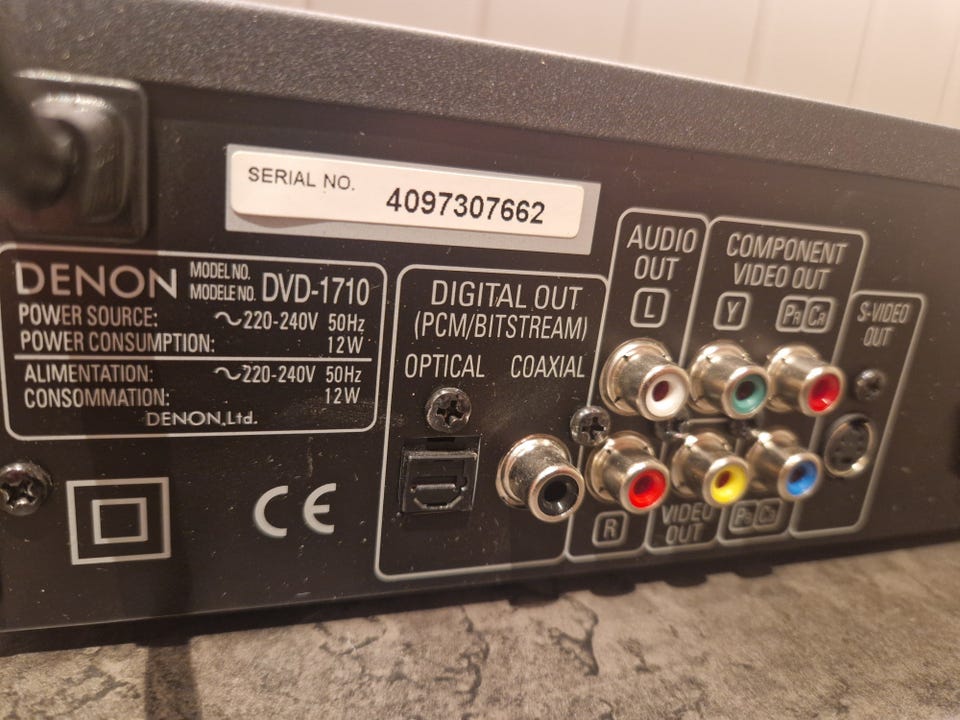 SERIAL NO.
4097307662
DENON MODEL NO.
MODELE NO. DVD-1710
POWER SOURCE: ~220-240V 50Hz
POWER CONSUMPTION: 12W
ALIMENTATION: ~220-240V 50Hz
CONSOMMATION: 12W
DENON, Ltd.
CE
DIGITAL OUT
(PCM/BITSTREAM)
OPTICAL COAXIAL
AUDIO
OUT
L
R
COMPONENT
VIDEO OUT
Y PR CR
VIDEO
OUT
PB CB
S-VIDEO
OUT